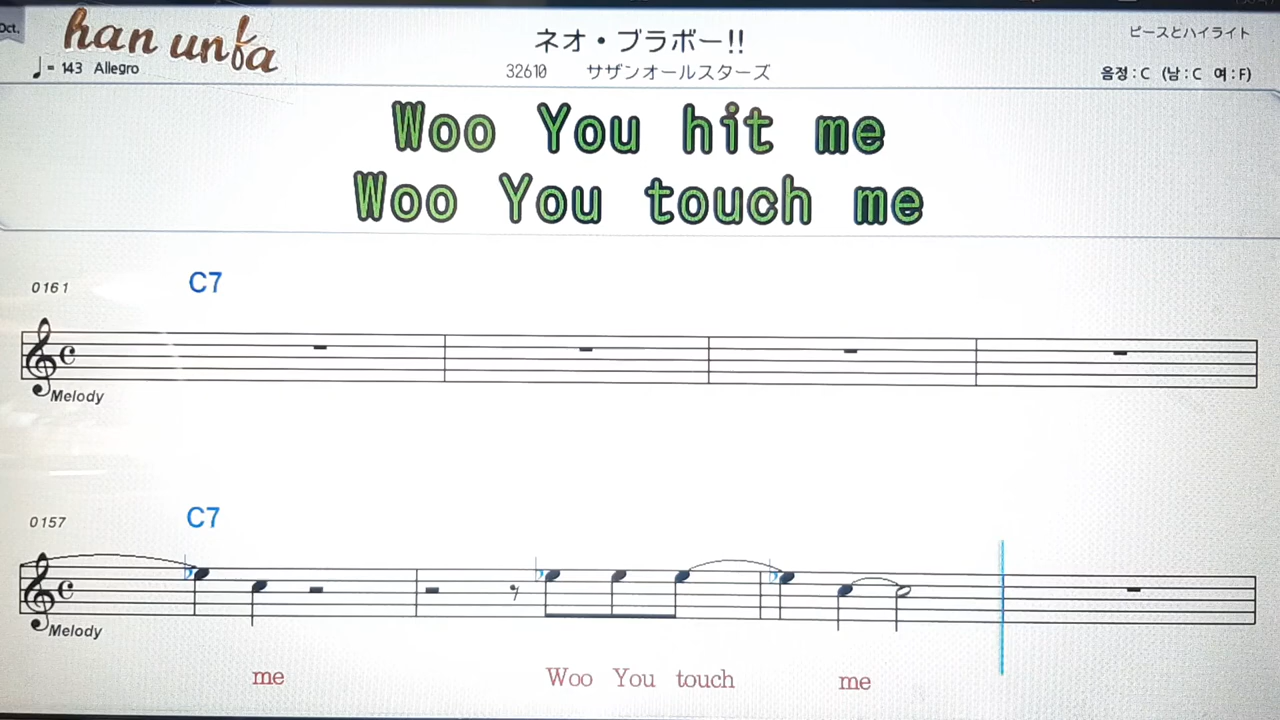 Oct.
han unfa
♩= 143 Allegro
ネオ・ブラボー!!
32610 サザンオールスターズ
ピースとハイライト
음정 : C (남 : C 여 : F)
Woo You hit me
Woo You touch me
0161
C7
Melody
0157
C7
Melody
me Woo You touch me